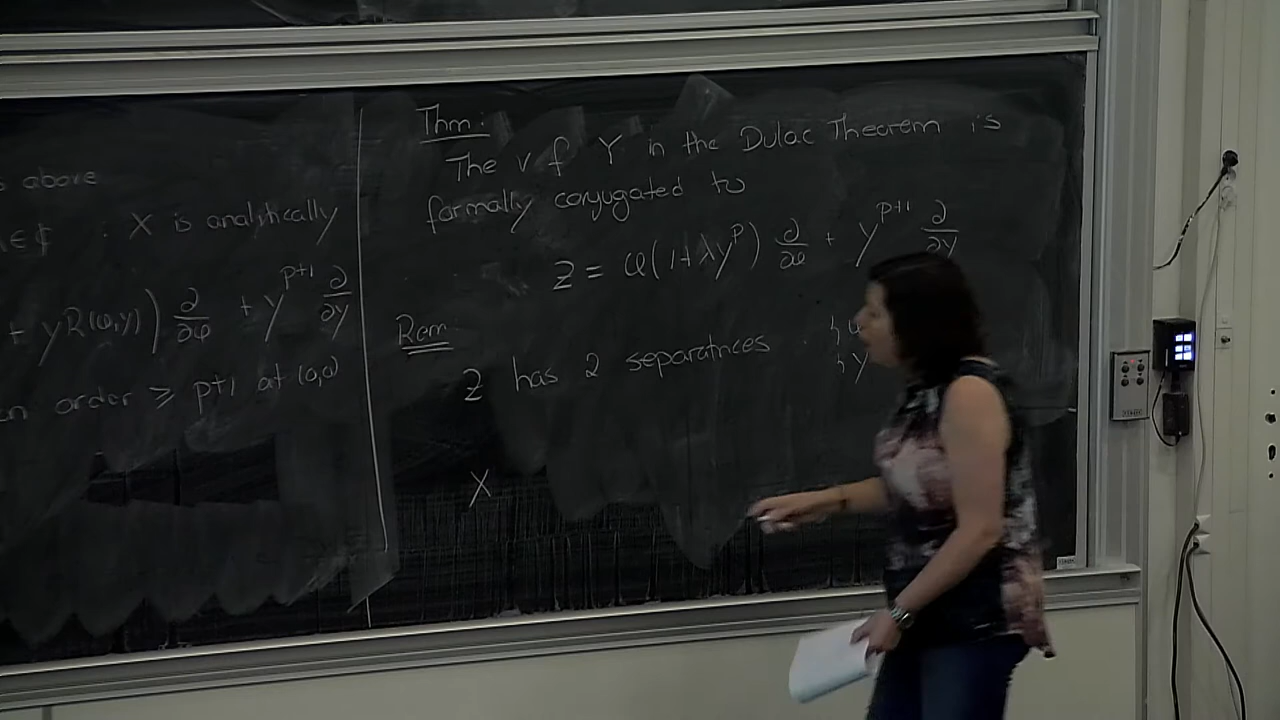 above
: X is analytically
+ yR(φ,y)) ∂/∂φ + y^{p+1} ∂/∂y
order ≥ p+1 at (0,0)
Thm:
The v f Y in the Dulac Theorem is
formally conjugated to
Z = φ(1+λy^p) ∂/∂φ + y^{p+1} ∂/∂y
Rem
Z has 2 separatrices
X